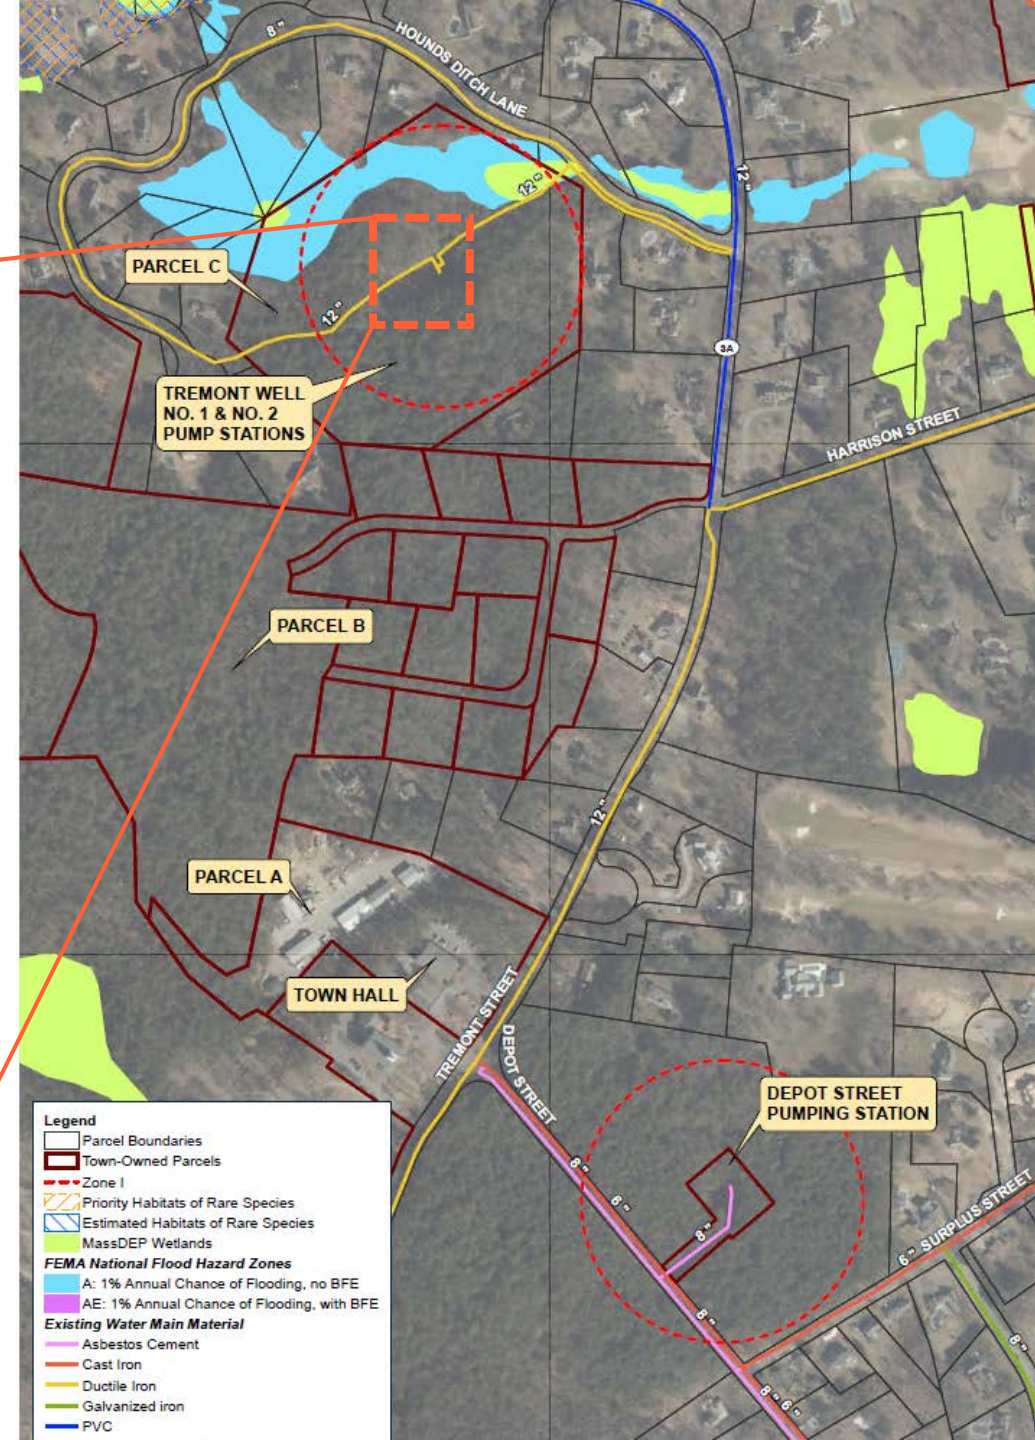 8"
HOUNDS DITCH LANE
12"
12"
PARCEL C
12"
3A
TREMONT WELL
NO. 1 & NO. 2
PUMP STATIONS
HARRISON STREET
PARCEL B
12"
PARCEL A
TOWN HALL
TREMONT STREET
DEPOT STREET
DEPOT STREET
PUMPING STATION
8"
6"
8"
6" SURPLUS STREET
8"
8"
8" 6"
Legend
Parcel Boundaries
Town-Owned Parcels
Zone I
Priority Habitats of Rare Species
Estimated Habitats of Rare Species
MassDEP Wetlands
FEMA National Flood Hazard Zones
A: 1% Annual Chance of Flooding, no BFE
AE: 1% Annual Chance of Flooding, with BFE
Existing Water Main Material
Asbestos Cement
Cast Iron
Ductile Iron
Galvanized iron
PVC